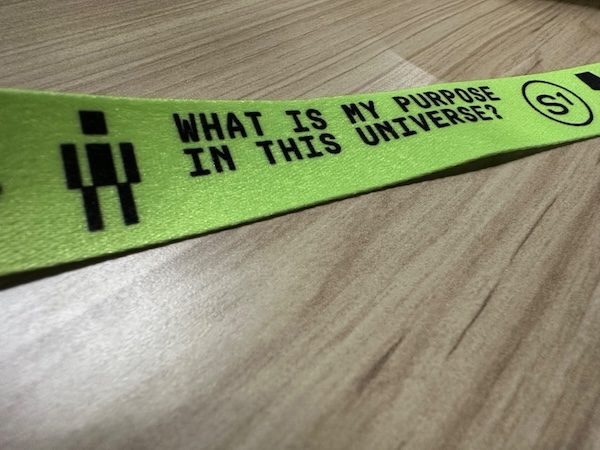 WHAT IS MY PURPOSE
IN THIS UNIVERSE?
S¹